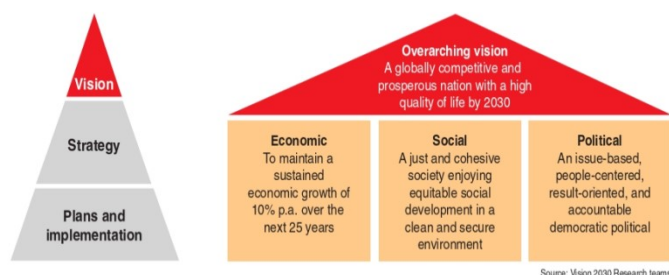 Vision
Strategy
Plans and
implementation
Overarching vision
A globally competitive and
prosperous nation with a high
quality of life by 2030
Economic
To maintain a
sustained
economic growth of
10% p.a. over the
next 25 years
Social
A just and cohesive
society enjoying
equitable social
development in a
clean and secure
environment
Political
An issue-based,
people-centered,
result-oriented, and
accountable
democratic political
Source: Vision 2030 Research teams